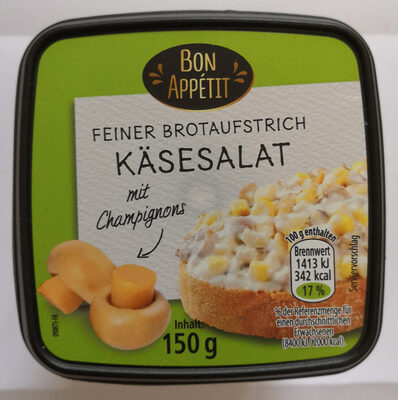 BON
APPÉTIT
FEINER BROTAUFSTRICH
KÄSESALAT
mit
Champignons
100 g enthalten
Brennwert
1413 kJ
342 kcal
17 %
Serviervorschlag
% der Referenzmenge für
einen durchschnittlichen
Erwachsenen
(8400 kJ / 2000 kcal)
Inhalt:
150 g